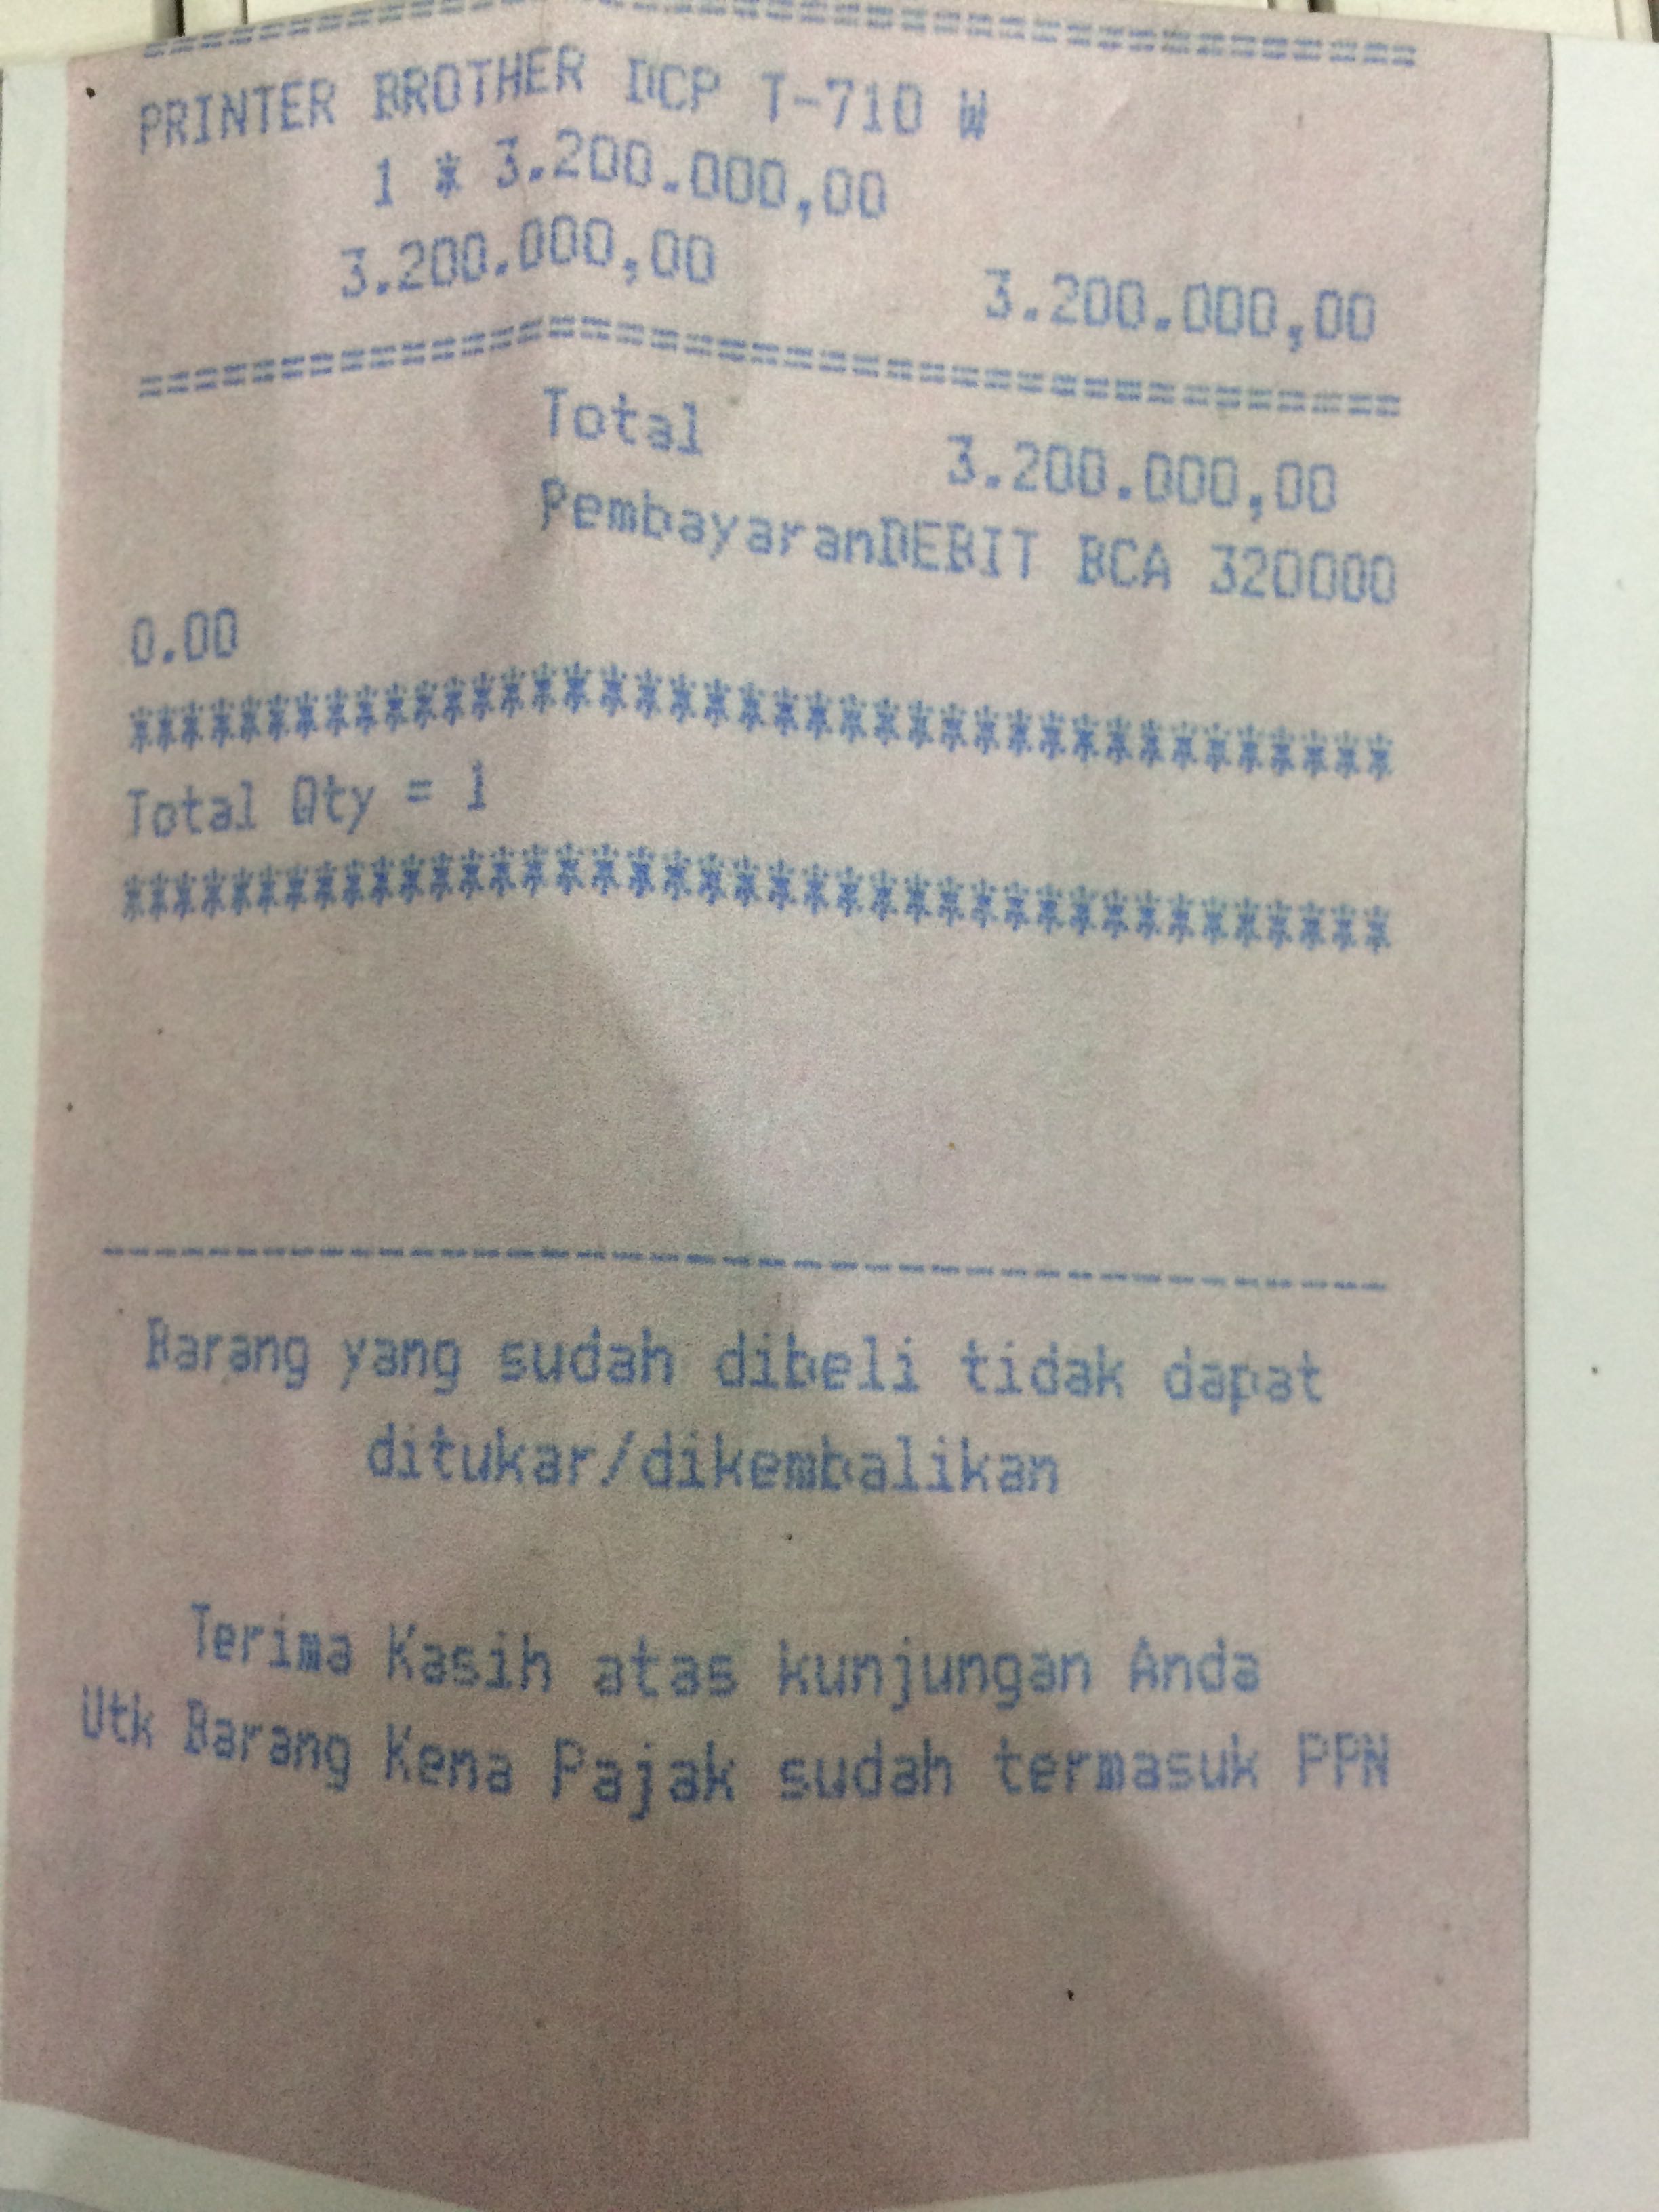 ================================================
PRINTER BROTHER DCP T-710 W
1 * 3.200.000,00
3.200.000,00 3.200.000,00
================================================
Total 3.200.000,00
PembayaranDEBIT BCA 320000
0.00
****************************************
Total Qty = 1
****************************************
----------------------------------------
Barang yang sudah dibeli tidak dapat
ditukar/dikembalikan
Terima Kasih atas kunjungan Anda
Utk Barang Kena Pajak sudah termasuk PPN